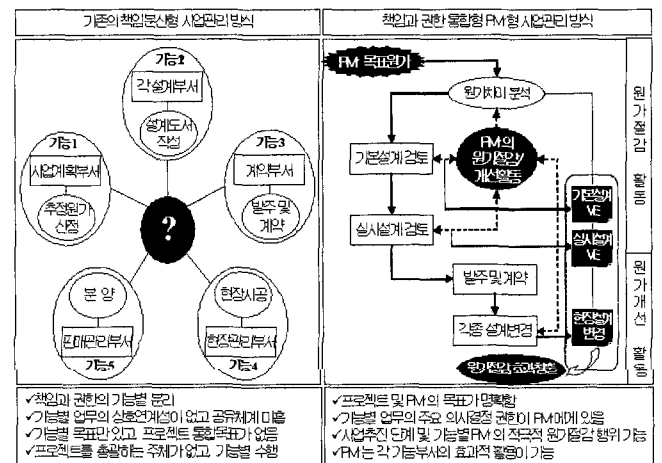 기존의 책임분산형 사업관리 방식
기능2
각설계부서
설계도서
작성
기능1
사업계획부서
추정원가
산정
기능3
계약부서
발주 및
계약
?
분 양
판매관리부서
기능5
현장시공
현장관리부서
기능4
✓책임과 권한의 기능별 분리
✓기능별 업무의 상호연계성이 없고 공유체계 미흡
✓기능별 목표만 있고, 프로젝트 통합목표가 없음
✓프로젝트를 총괄하는 주체가 없고, 기능별 수행
책임과 권한 통합형 PM형 사업관리 방식
PM 목표원가
원가차이 분석
기본설계 검토
PM의
원가절감/
개선활동
실시설계 검토
발주 및 계약
각종 설계변경
기본설계
VE
실시설계
VE
현장설계
변경
원가절감 효과창출
원가절감 활동
원가개선 활동
✓프로젝트 및 PM의 목표가 명확함
✓기능별 업무의 주요 의사결정 권한이 PM에게 있음
✓사업추진 단계 및 기능별 PM의 적극적 원가절감 행위 가능
✓PM는 각 기능부서의 효과적 활용이 가능